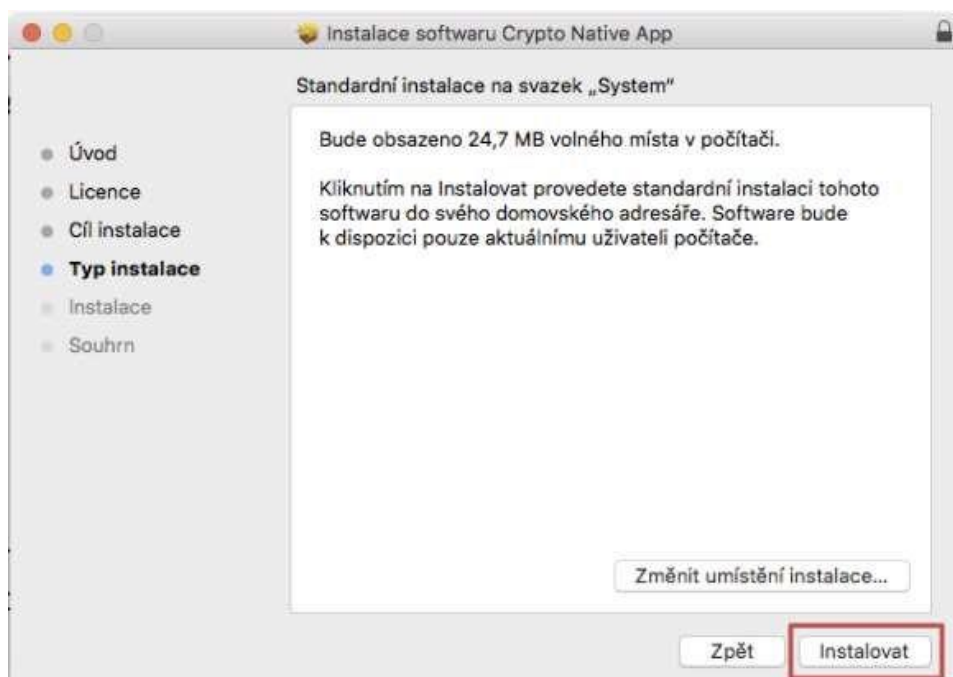 Instalace softwaru Crypto Native App
Standardní instalace na svazek „System“
Úvod
Licence
Cíl instalace
Typ instalace
Instalace
Souhrn
Bude obsazeno 24,7 MB volného místa v počítači.
Kliknutím na Instalovat provedete standardní instalaci tohoto
softwaru do svého domovského adresáře. Software bude
k dispozici pouze aktuálnímu uživateli počítače.
Změnit umístění instalace...
Zpět
Instalovat